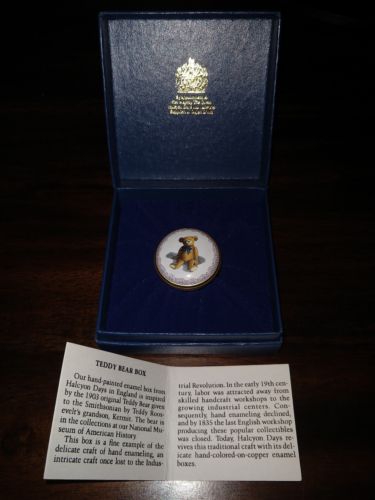 By Appointment to
TEDDY BEAR BOX
Our hand-painted enamel box from
Halcyon Days in England is inspired
by the 1903 original Teddy Bear given
to the Smithsonian by Teddy Roos-
evelt's grandson, Kermit. The bear is
in the collections at our National Mu-
seum of American History
This box is a fine example of the
delicate craft of hand enameling, an
intricate craft once lost to the Indus-
trial Revolution. In the early 19th cen-
tury, labor was attracted away from
skilled handcraft workshops to the
growing industrial centers. Con-
sequently, hand enameling declined,
and by 1835 the last English workshop
producing these popular collectibles
was closed. Today, Halcyon Days re-
vives this traditional craft with its deli-
cate hand-colored-on-copper enamel
boxes.